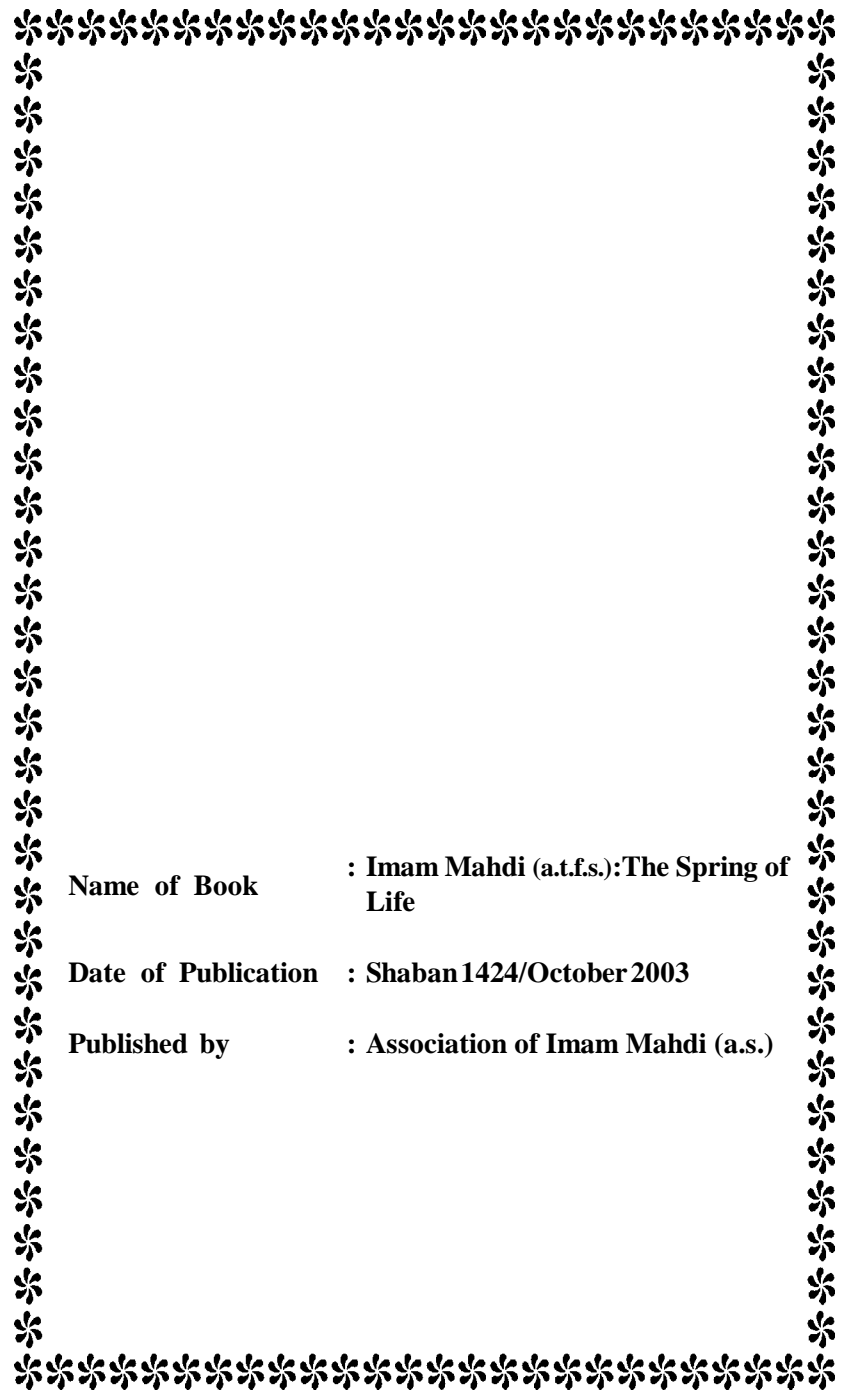 Name of Book : Imam Mahdi (a.t.f.s.):The Spring of
Life
Date of Publication : Shaban 1424/October 2003
Published by : Association of Imam Mahdi (a.s.)